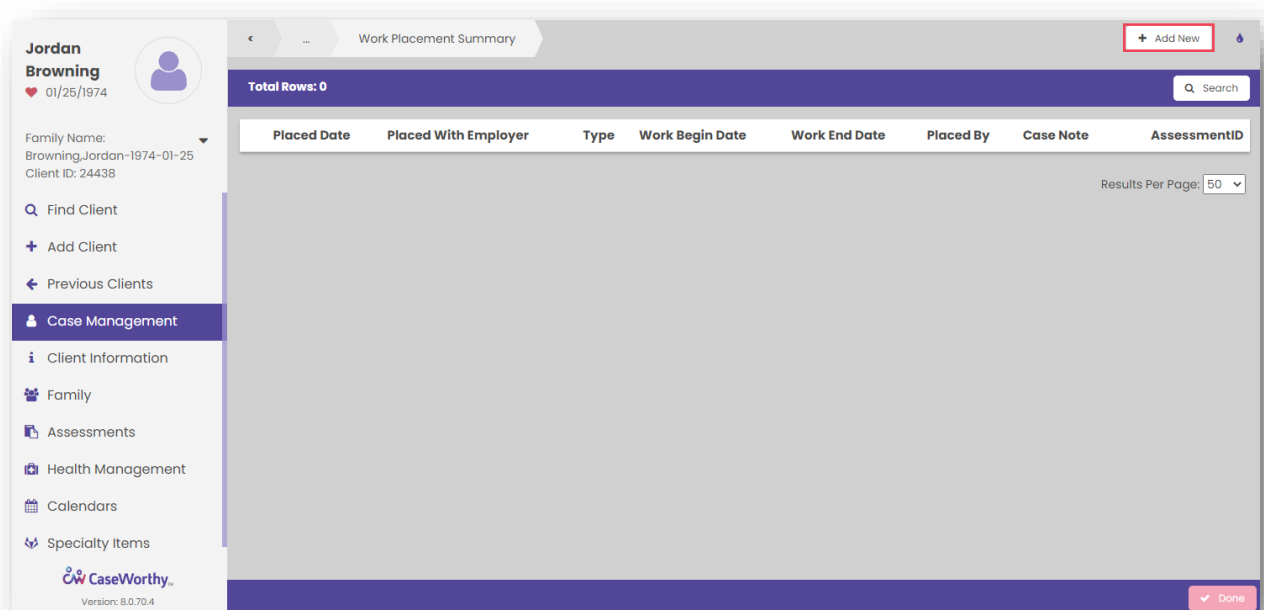 Jordan
Browning
01/25/1974
Family Name:
Browning,Jordan-1974-01-25
Client ID: 24438
Find Client
Add Client
Previous Clients
Case Management
Client Information
Family
Assessments
Health Management
Calendars
Specialty Items
CaseWorthy™
Version: 8.0.70.4
... Work Placement Summary
Add New
Total Rows: 0
Search
Placed Date Placed With Employer Type Work Begin Date Work End Date Placed By Case Note AssessmentID
Results Per Page: 50
Done